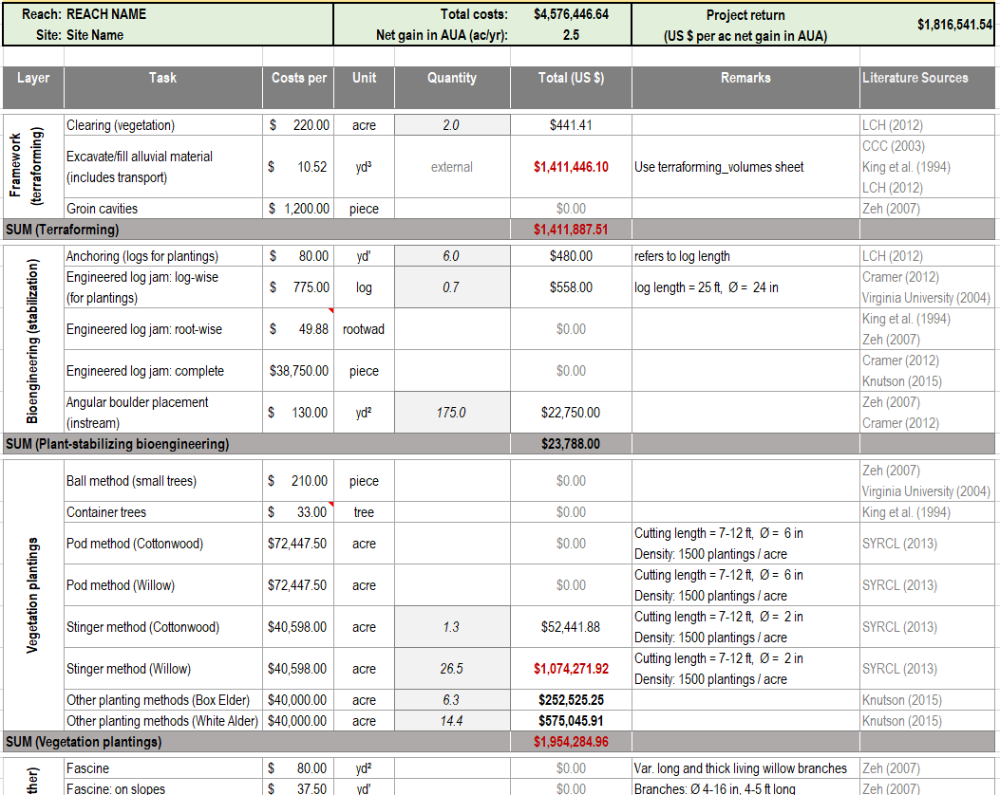 Reach: REACH NAME Total costs: $4,576,446.64 Project return $1,816,541.54
Site: Site Name Net gain in AUA (ac/yr): 2.5 (US $ per ac net gain in AUA)
Layer Task Costs per Unit Quantity Total (US $) Remarks Literature Sources
Framework (terraforming)
Clearing (vegetation) $ 220.00 acre 2.0 $441.41 LCH (2012)
Excavate/fill alluvial material (includes transport) $ 10.52 yd³ external $1,411,446.10 Use terraforming_volumes sheet CCC (2003)
King et al. (1994)
LCH (2012)
Groin cavities $ 1,200.00 piece $0.00 Zeh (2007)
SUM (Terraforming) $1,411,887.51
Bioengineering (stabilization)
Anchoring (logs for plantings) $ 80.00 yd' 6.0 $480.00 refers to log length LCH (2012)
Engineered log jam: log-wise (for plantings) $ 775.00 log 0.7 $558.00 log length = 25 ft, Ø = 24 in Cramer (2012)
Virginia University (2004)
Engineered log jam: root-wise $ 49.88 rootwad $0.00 King et al. (1994)
Zeh (2007)
Engineered log jam: complete $38,750.00 piece $0.00 Cramer (2012)
Knutson (2015)
Angular boulder placement (instream) $ 130.00 yd² 175.0 $22,750.00 Zeh (2007)
Cramer (2012)
SUM (Plant-stabilizing bioengineering) $23,788.00
Vegetation plantings
Ball method (small trees) $ 210.00 piece $0.00 Zeh (2007)
Virginia University (2004)
Container trees $ 33.00 tree $0.00 King et al. (1994)
Pod method (Cottonwood) $72,447.50 acre $0.00 Cutting length = 7-12 ft, Ø = 6 in SYRCL (2013)
Density: 1500 plantings / acre
Pod method (Willow) $72,447.50 acre $0.00 Cutting length = 7-12 ft, Ø = 6 in SYRCL (2013)
Density: 1500 plantings / acre
Stinger method (Cottonwood) $40,598.00 acre 1.3 $52,441.88 Cutting length = 7-12 ft, Ø = 2 in SYRCL (2013)
Density: 1500 plantings / acre
Stinger method (Willow) $40,598.00 acre 26.5 $1,074,271.92 Cutting length = 7-12 ft, Ø = 2 in SYRCL (2013)
Density: 1500 plantings / acre
Other planting methods (Box Elder) $40,000.00 acre 6.3 $252,525.25 Knutson (2015)
Other planting methods (White Alder) $40,000.00 acre 14.4 $575,045.91 Knutson (2015)
SUM (Vegetation plantings) $1,954,284.96
ther)
Fascine $ 80.00 yd² $0.00 Var. long and thick living willow branches Zeh (2007)
Fascine: on slopes $ 37.50 yd' $0.00 Branches: Ø 4-16 in, 4-5 ft long Zeh (2007)